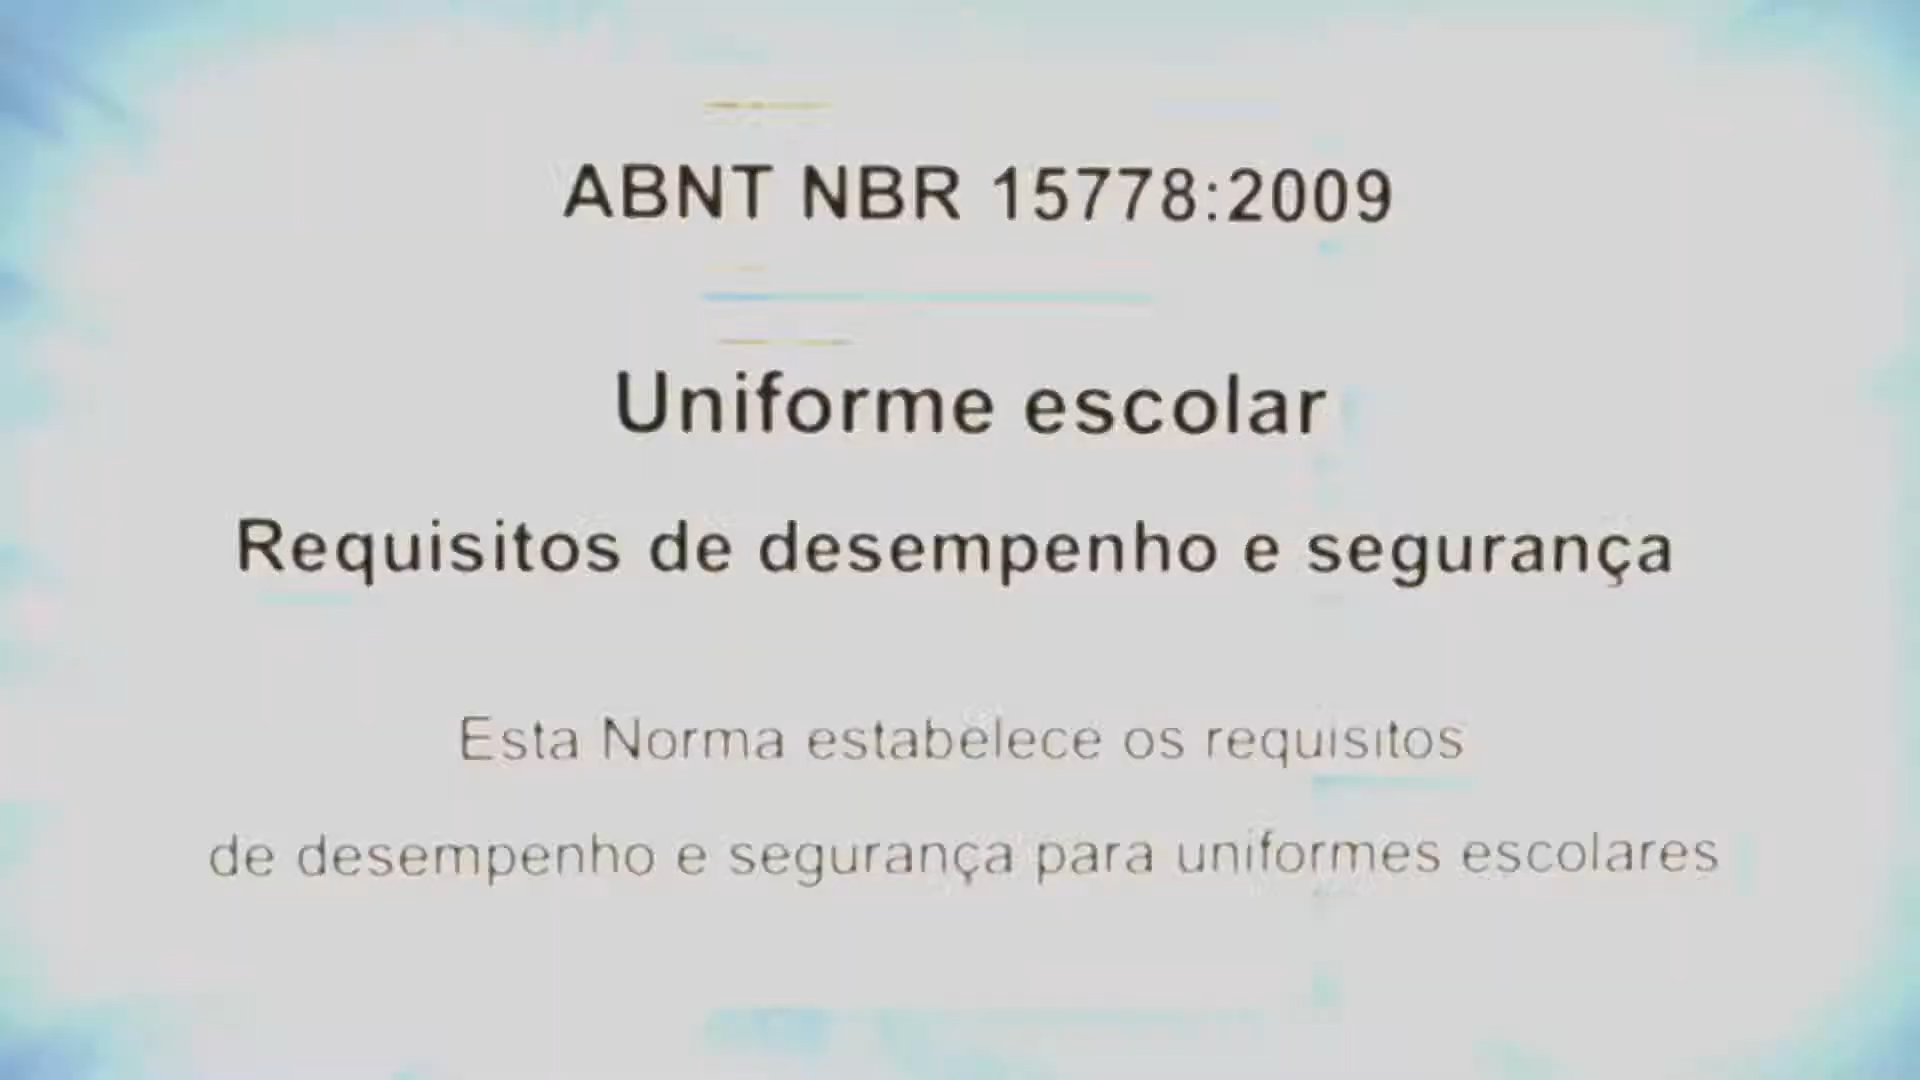 ABNT NBR 15778:2009
Uniforme escolar
Requisitos de desempenho e segurança
Esta Norma estabelece os requisitos
de desempenho e segurança para uniformes escolares